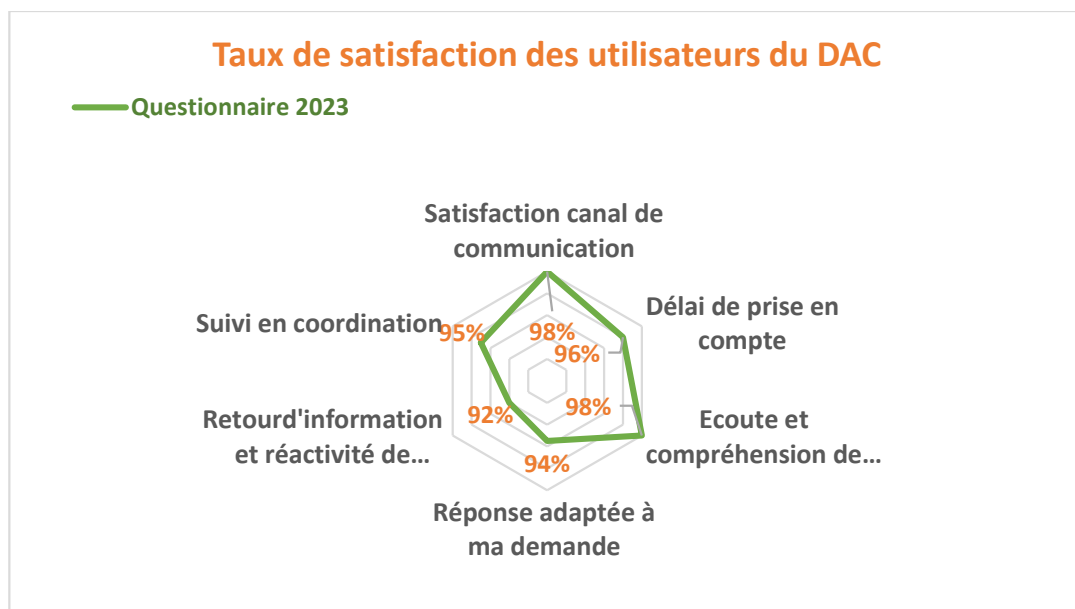 Taux de satisfaction des utilisateurs du DAC
Questionnaire 2023
Satisfaction canal de
communication
Délai de prise en
compte
Ecoute et
compréhension de…
Réponse adaptée à
ma demande
Retourd'information
et réactivité de…
Suivi en coordination
98%
96%
98%
94%
92%
95%